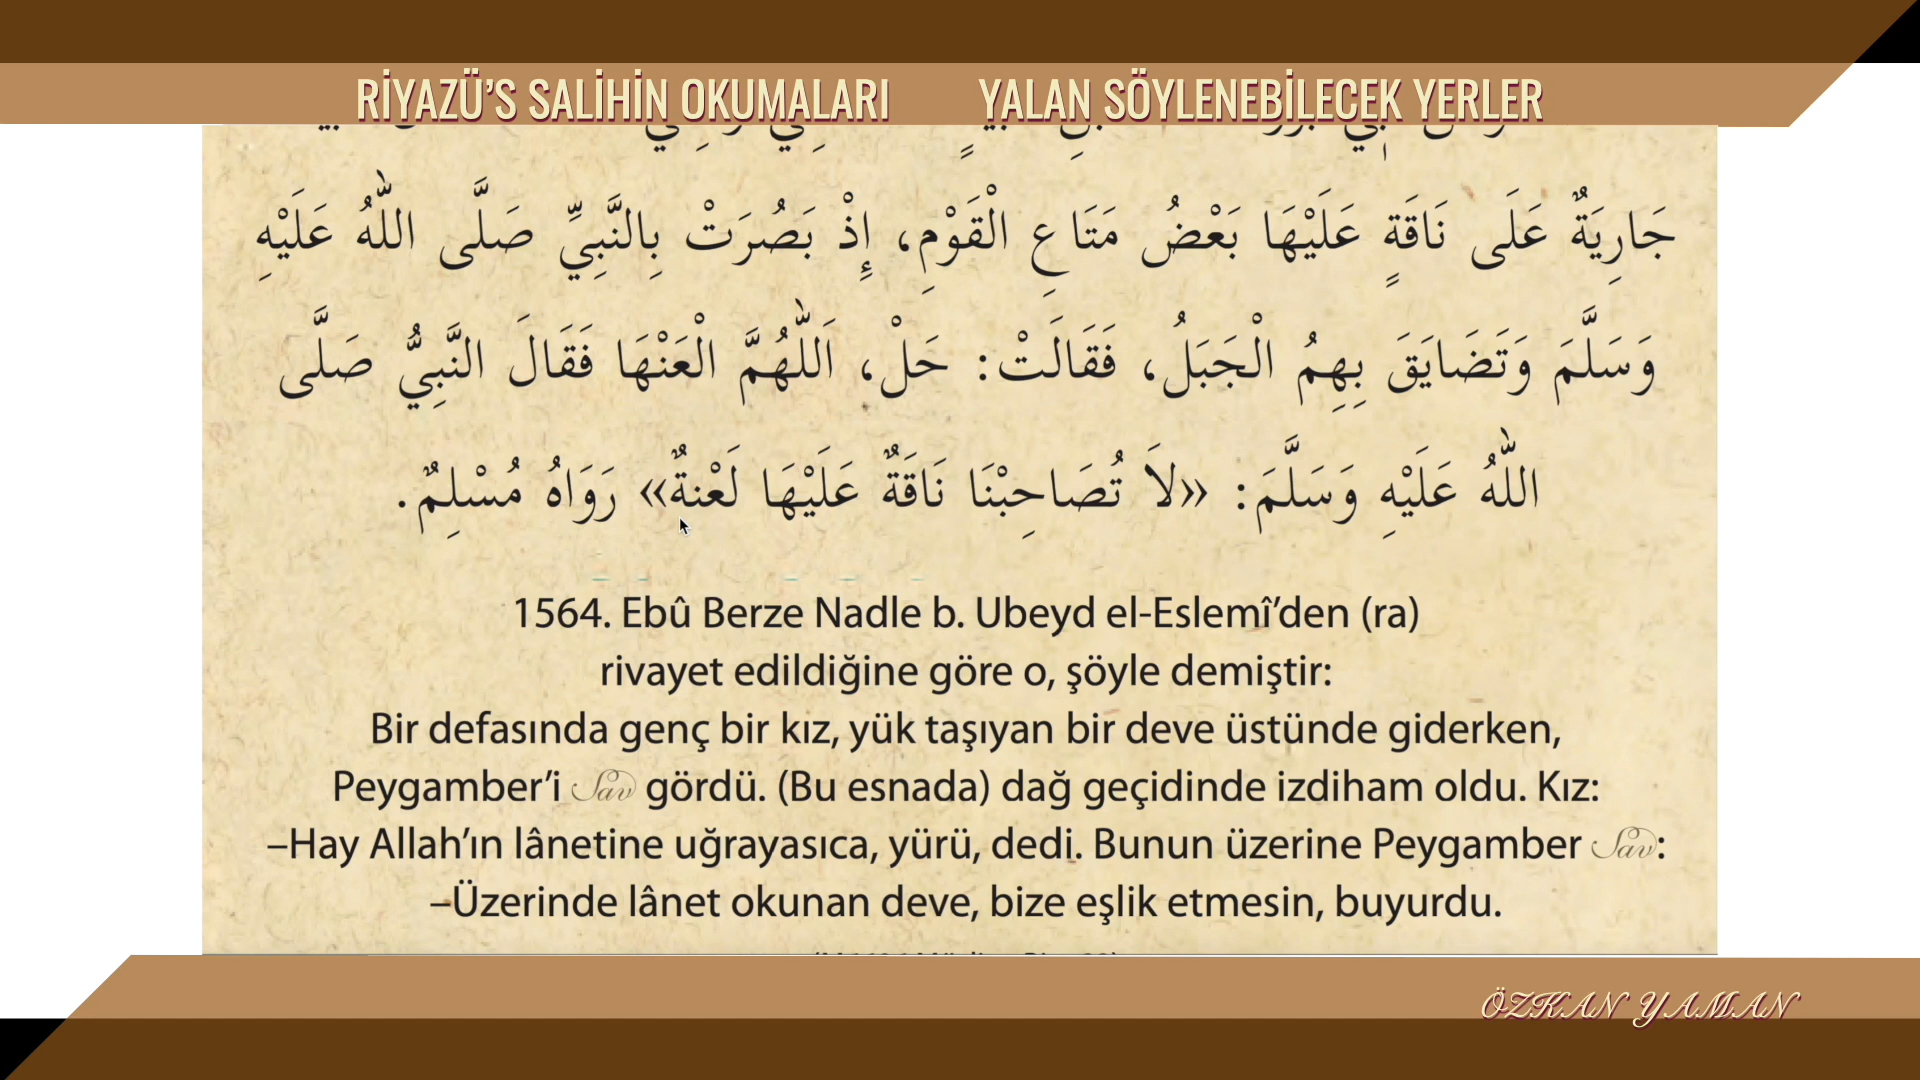 RİYAZÜ'S SALİHİN OKUMALARI YALAN SÖYLENEBİLECEK YERLER
جَارِيَةٌ عَلَى نَاقَةٍ عَلَيْهَا بَعْضُ مَتَاعِ الْقَوْمِ، إِذْ بَصُرَتْ بِالنَّبِيِّ صَلَّى اللّٰهُ عَلَيْهِ
وَسَلَّمَ وَتَضَايَقَ بِهِمُ الْجَبَلُ، فَقَالَتْ: حَلْ، اَللّٰهُمَّ الْعَنْهَا فَقَالَ النَّبِيُّ صَلَّى
اللّٰهُ عَلَيْهِ وَسَلَّمَ: «لاَ تُصَاحِبْنَا نَاقَةٌ عَلَيْهَا لَعْنةٌ» رَوَاهُ مُسْلِمٌ.
1564. Ebû Berze Nadle b. Ubeyd el-Eslemî'den (ra)
rivayet edildiğine göre o, şöyle demiştir:
Bir defasında genç bir kız, yük taşıyan bir deve üstünde giderken,
Peygamber'i Sav gördü. (Bu esnada) dağ geçidinde izdiham oldu. Kız:
–Hay Allah'ın lânetine uğrayasıca, yürü, dedi. Bunun üzerine Peygamber Sav:
–Üzerinde lânet okunan deve, bize eşlik etmesin, buyurdu.
ÖZKAN YAMAN